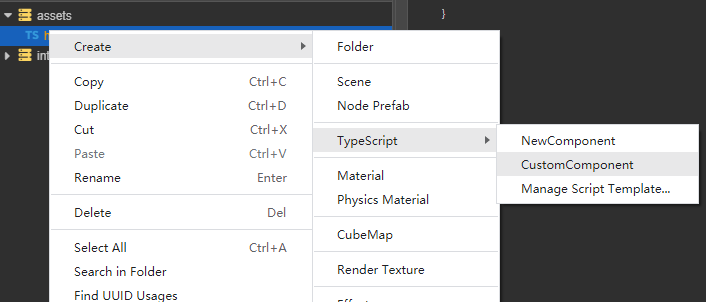 assets
}
TS
int
Create
Copy Ctrl+C
Duplicate Ctrl+D
Cut Ctrl+X
Paste Ctrl+V
Rename Enter
Delete Del
Select All Ctrl+A
Search in Folder
Find UUID Usages
Folder
Scene
Node Prefab
TypeScript
Material
Physics Material
CubeMap
Render Texture
NewComponent
CustomComponent
Manage Script Template...